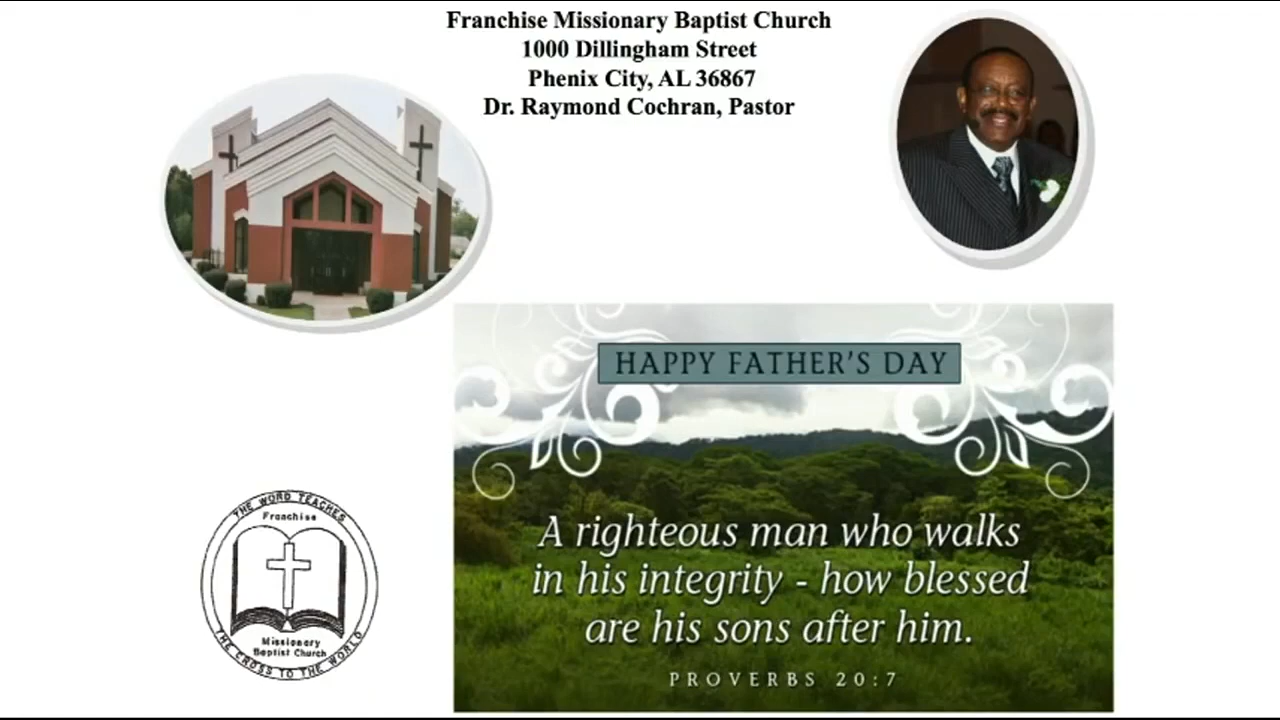 Franchise Missionary Baptist Church
1000 Dillingham Street
Phenix City, AL 36867
Dr. Raymond Cochran, Pastor
HAPPY FATHER'S DAY
A righteous man who walks
in his integrity - how blessed
are his sons after him.
PROVERBS 20:7
THE WORD TEACHES
Franchise
Missionary
Baptist Church
THE CROSS TO THE WORLD